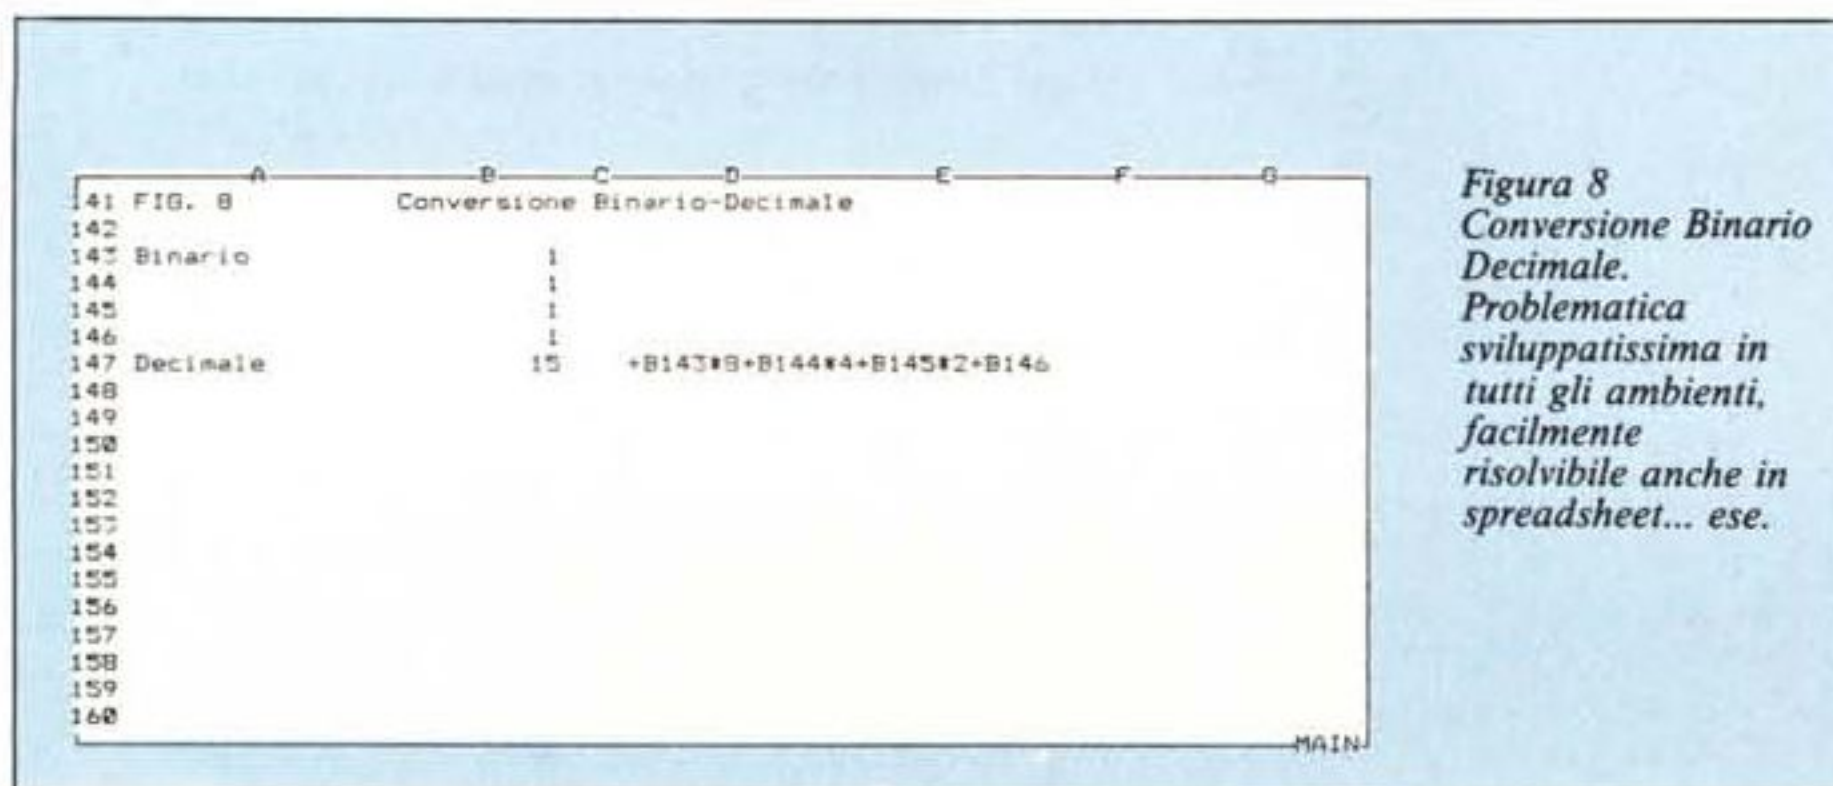 A B C D E F G
141 FIG. 8 Conversione Binario-Decimale
142
143 Binario 1
144 1
145 1
146 1
147 Decimale 15 +B143*8+B144*4+B145*2+B146
148
149
150
151
152
153
154
155
156
157
158
159
160
MAIN
Figura 8
Conversione Binario
Decimale.
Problematica
sviluppatissima in
tutti gli ambienti,
facilmente
risolvibile anche in
spreadsheet... ese.